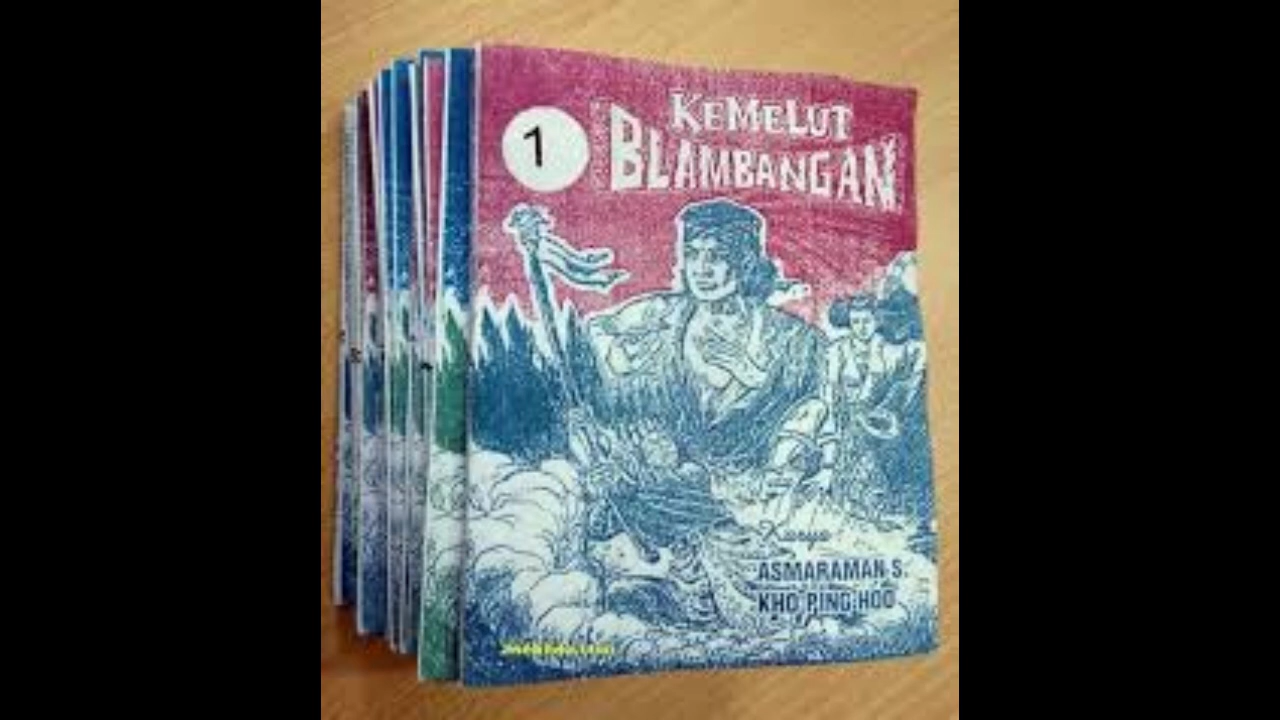 1
KEMELUT
BLAMBANGAN
Karya
ASMARAMAN S.
KHO PING HOO